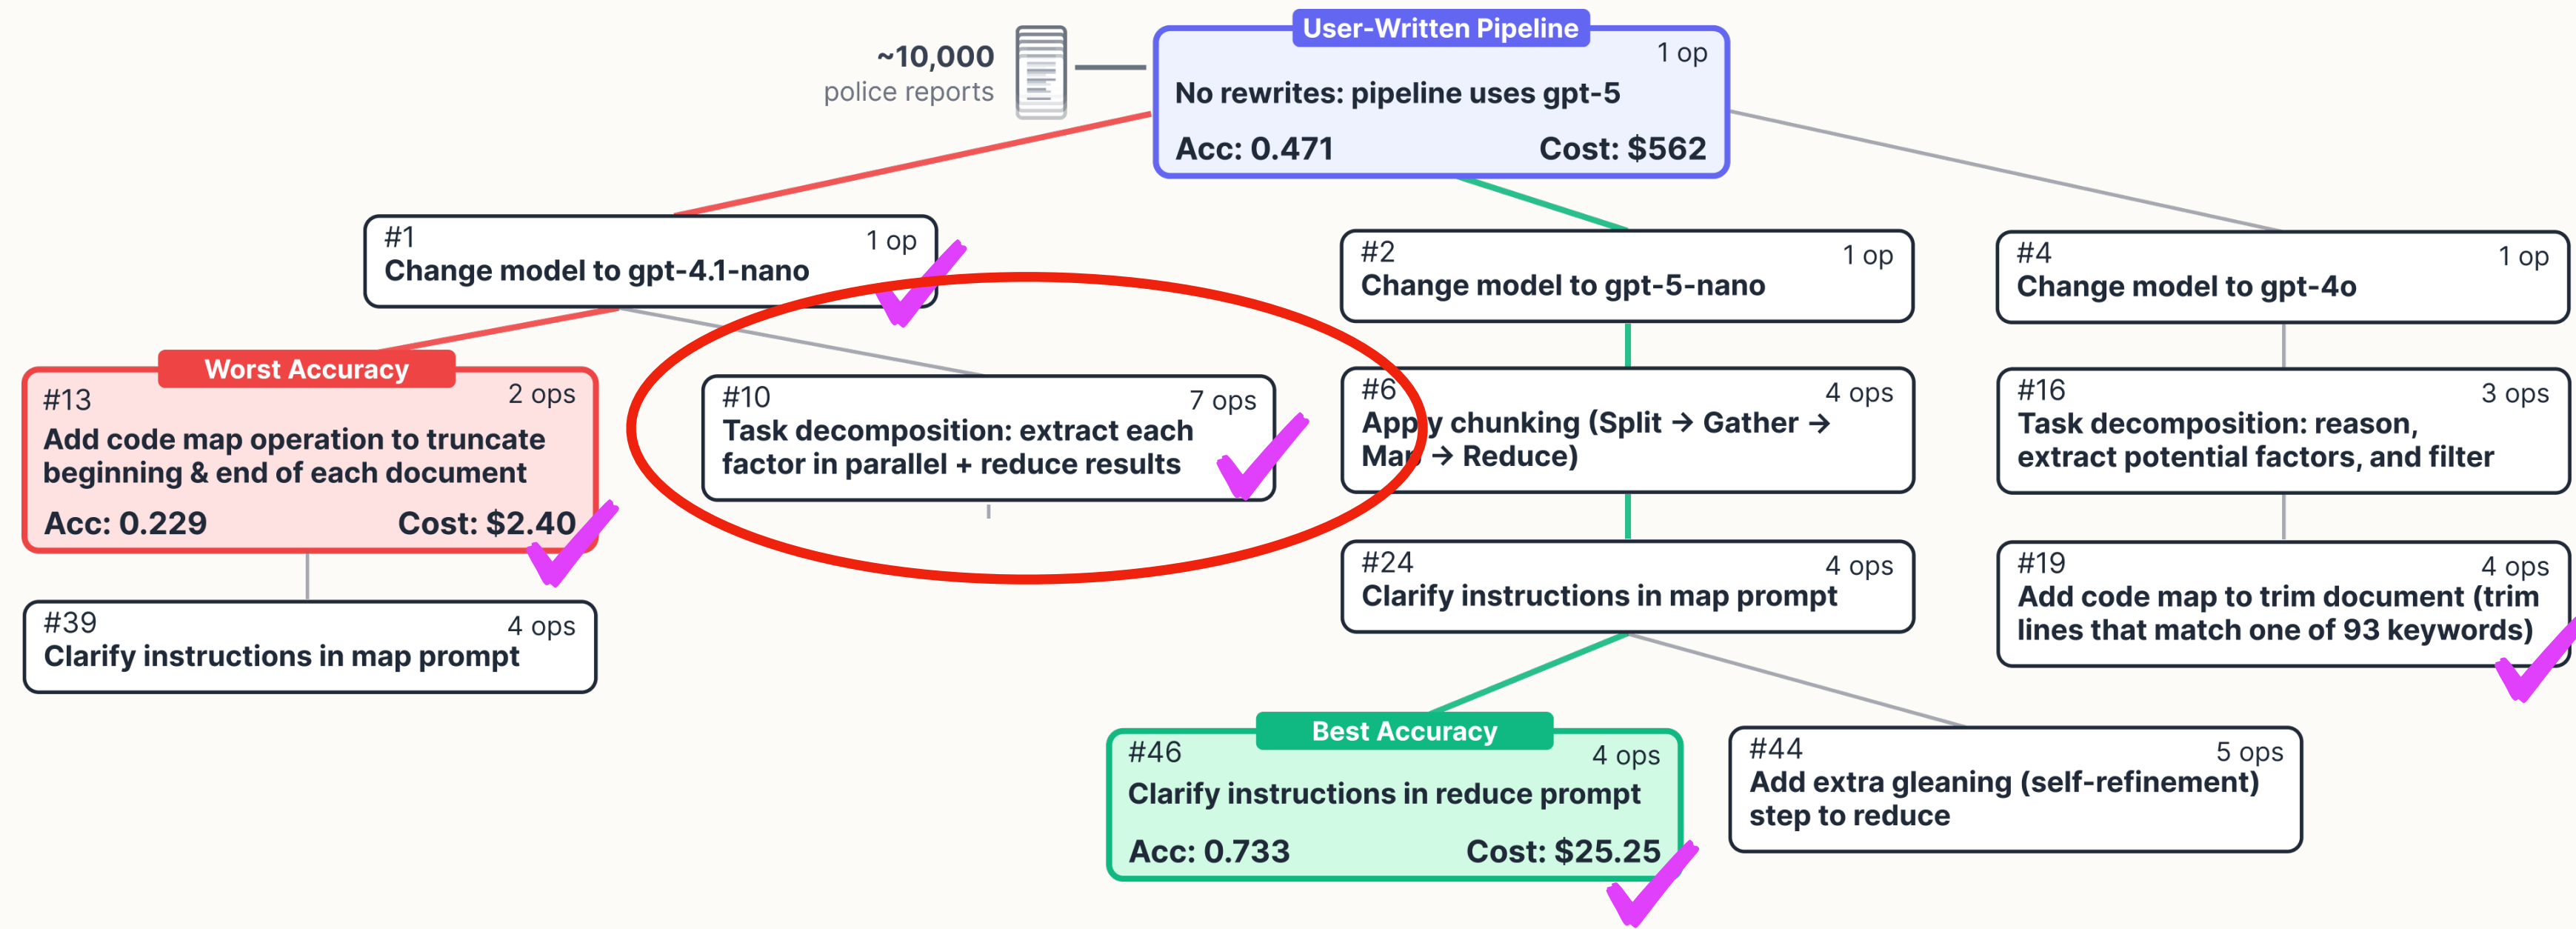 User-Written Pipeline
~10,000
police reports
1 op
No rewrites: pipeline uses gpt-5
Acc: 0.471 Cost: $562
#1 1 op
Change model to gpt-4.1-nano
#2 1 op
Change model to gpt-5-nano
#4 1 op
Change model to gpt-4o
Worst Accuracy
#13 2 ops
Add code map operation to truncate
beginning & end of each document
Acc: 0.229 Cost: $2.40
#10 7 ops
Task decomposition: extract each
factor in parallel + reduce results
#6 4 ops
Apply chunking (Split → Gather →
Map → Reduce)
#16 3 ops
Task decomposition: reason,
extract potential factors, and filter
#39 4 ops
Clarify instructions in map prompt
#24 4 ops
Clarify instructions in map prompt
#19 4 ops
Add code map to trim document (trim
lines that match one of 93 keywords)
Best Accuracy
#46 4 ops
Clarify instructions in reduce prompt
Acc: 0.733 Cost: $25.25
#44 5 ops
Add extra gleaning (self-refinement)
step to reduce